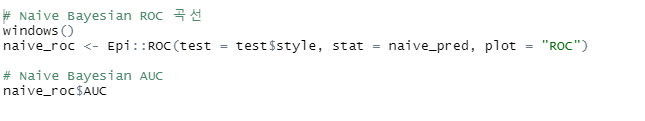 # Naive Bayesian ROC 곡선
windows()
naive_roc <- Epi::ROC(test = test$style, stat = naive_pred, plot = "ROC")
# Naive Bayesian AUC
naive_roc$AUC